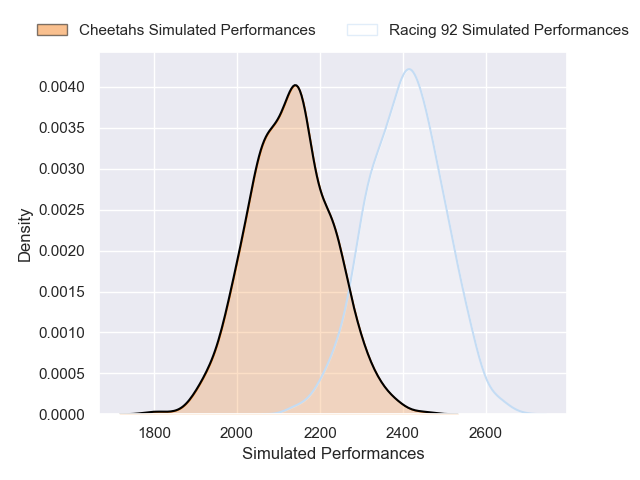 Cheetahs Simulated Performances Racing 92 Simulated Performances
0.0040
0.0035
0.0030
0.0025
0.0020
0.0015
0.0010
0.0005
0.0000
Density
1800 2000 2200 2400 2600
Simulated Performances